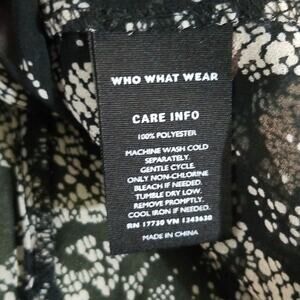 WHO WHAT WEAR
CARE INFO
100% POLYESTER
MACHINE WASH COLD
SEPARATELY.
GENTLE CYCLE.
ONLY NON-CHLORINE
BLEACH IF NEEDED.
TUMBLE DRY LOW.
REMOVE PROMPTLY.
COOL IRON IF NEEDED.
RN 17730 VN 1343630
MADE IN CHINA